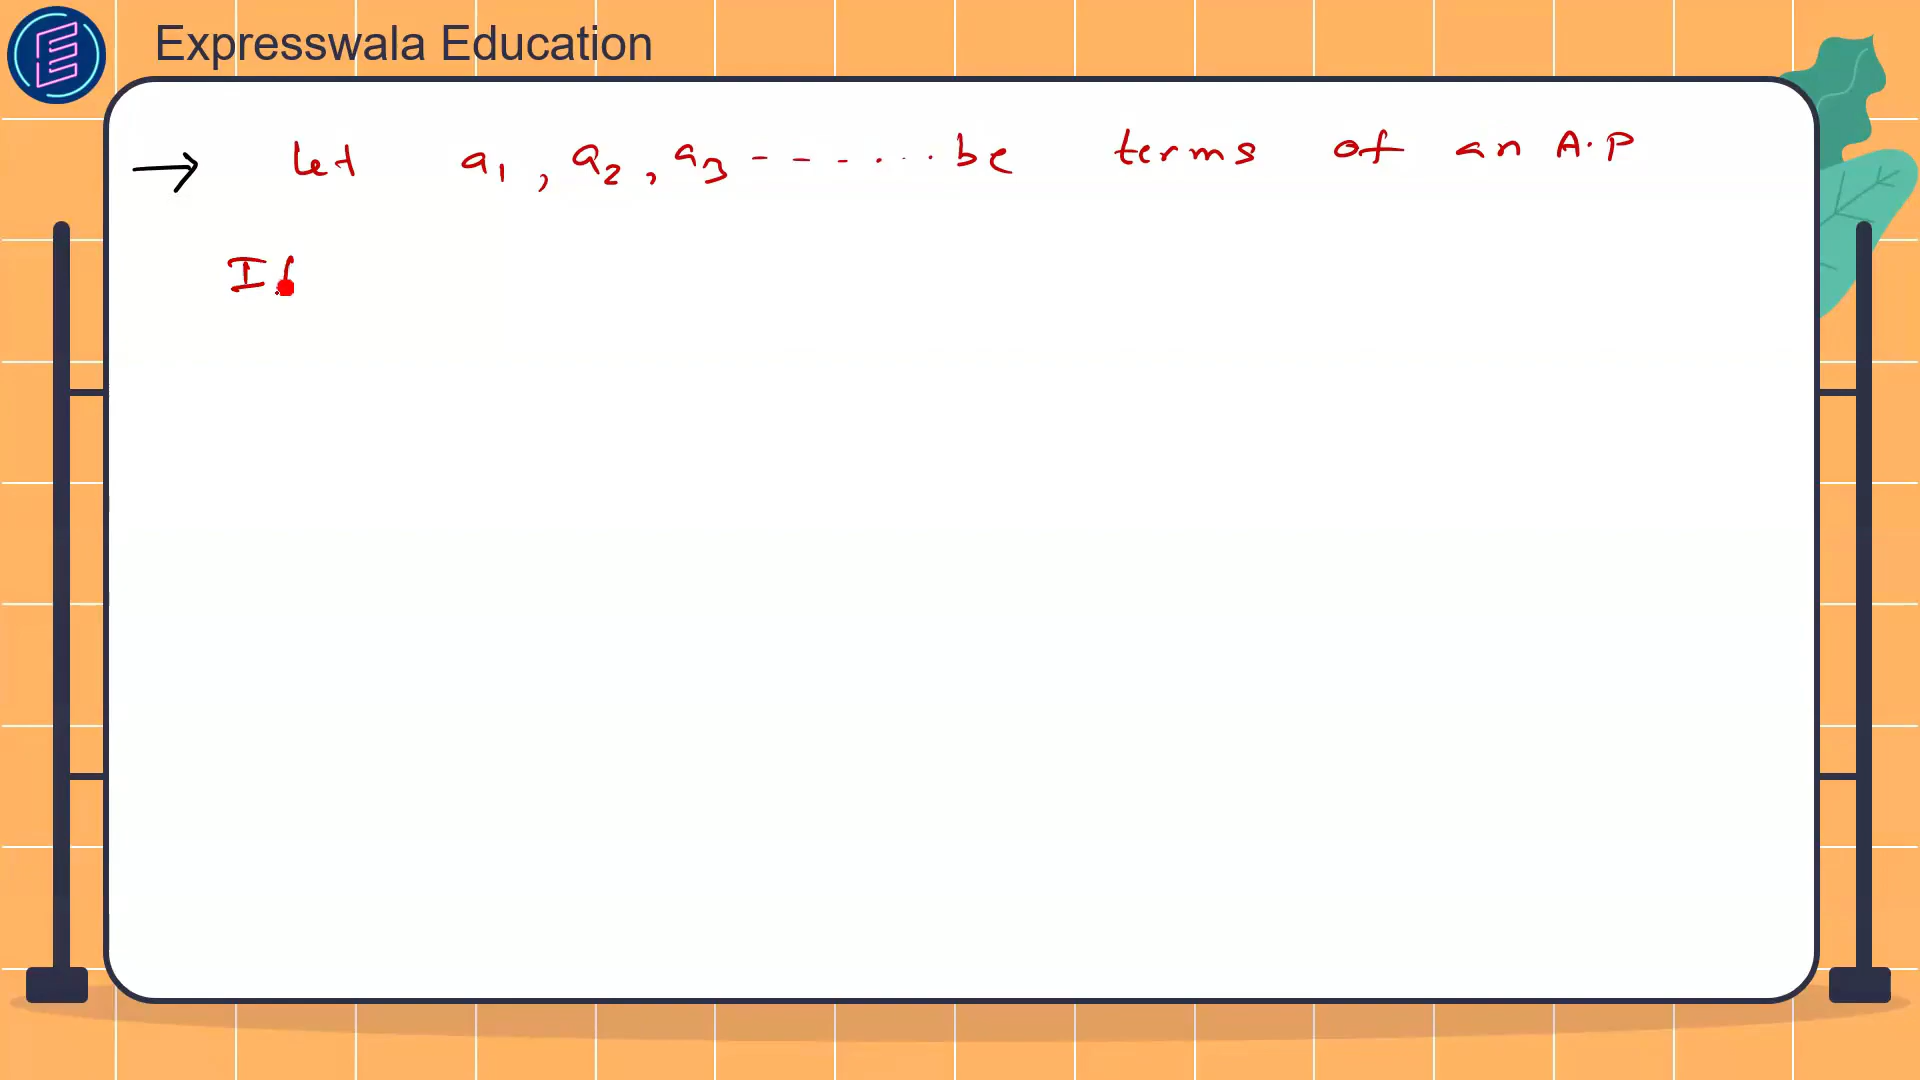 Expresswala Education
→ Let a₁, a₂, a₃ ------- be terms of an A.P
If